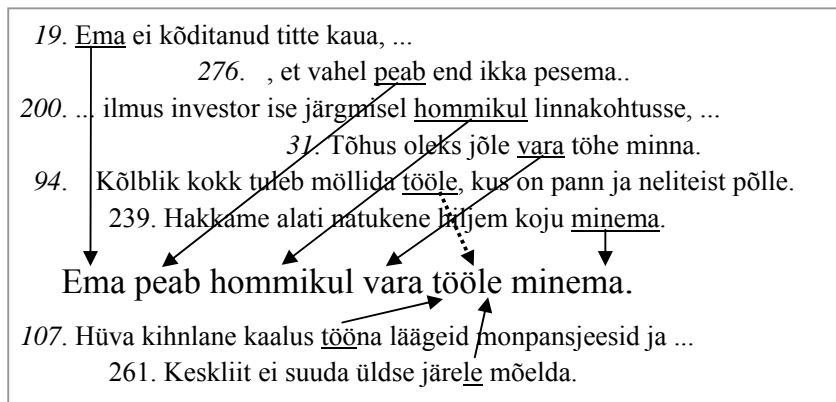 19. Ema ei kõditanud titte kaua, ...
276. , et vahel peab end ikka pesema..
200. ... ilmus investor ise järgmisel hommikul linnakohtusse, ...
31. Tõhus oleks jõle vara töhe minna.
94. Kõlblik kokk tuleb möllida tööle, kus on pann ja neliteist põlle.
239. Hakkame alati natukene hiljem koju minema.
Ema peab hommikul vara tööle minema.
107. Hüva kihnlane kaalus tööna läägeid monpansjeesid ja ...
261. Keskliit ei suuda üldse järele mõelda.